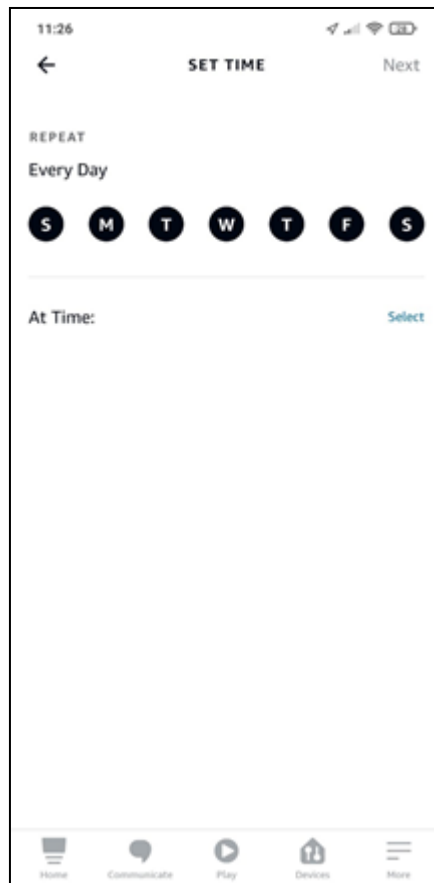 11:26
SET TIME Next
REPEAT
Every Day
S M T W T F S
At Time: Select
Home Communicate Play Devices More